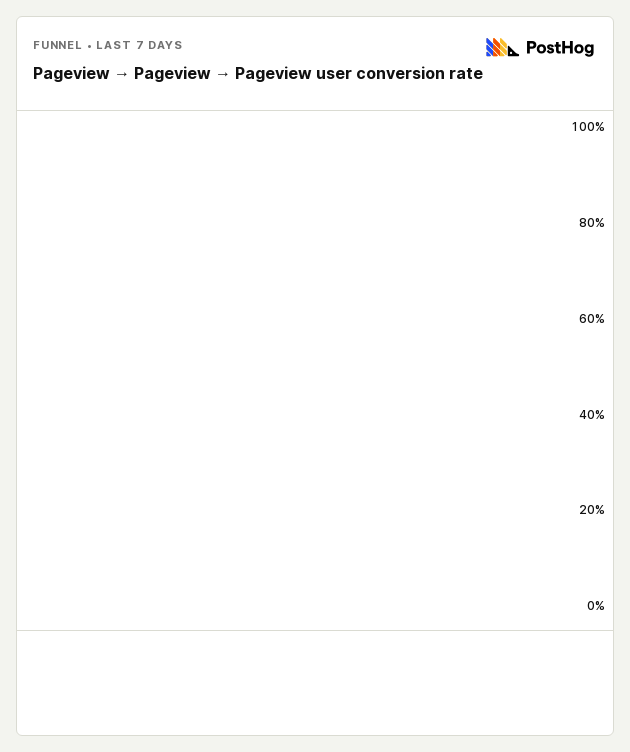 FUNNEL • LAST 7 DAYS
PostHog
Pageview → Pageview → Pageview user conversion rate
100%
80%
60%
40%
20%
0%